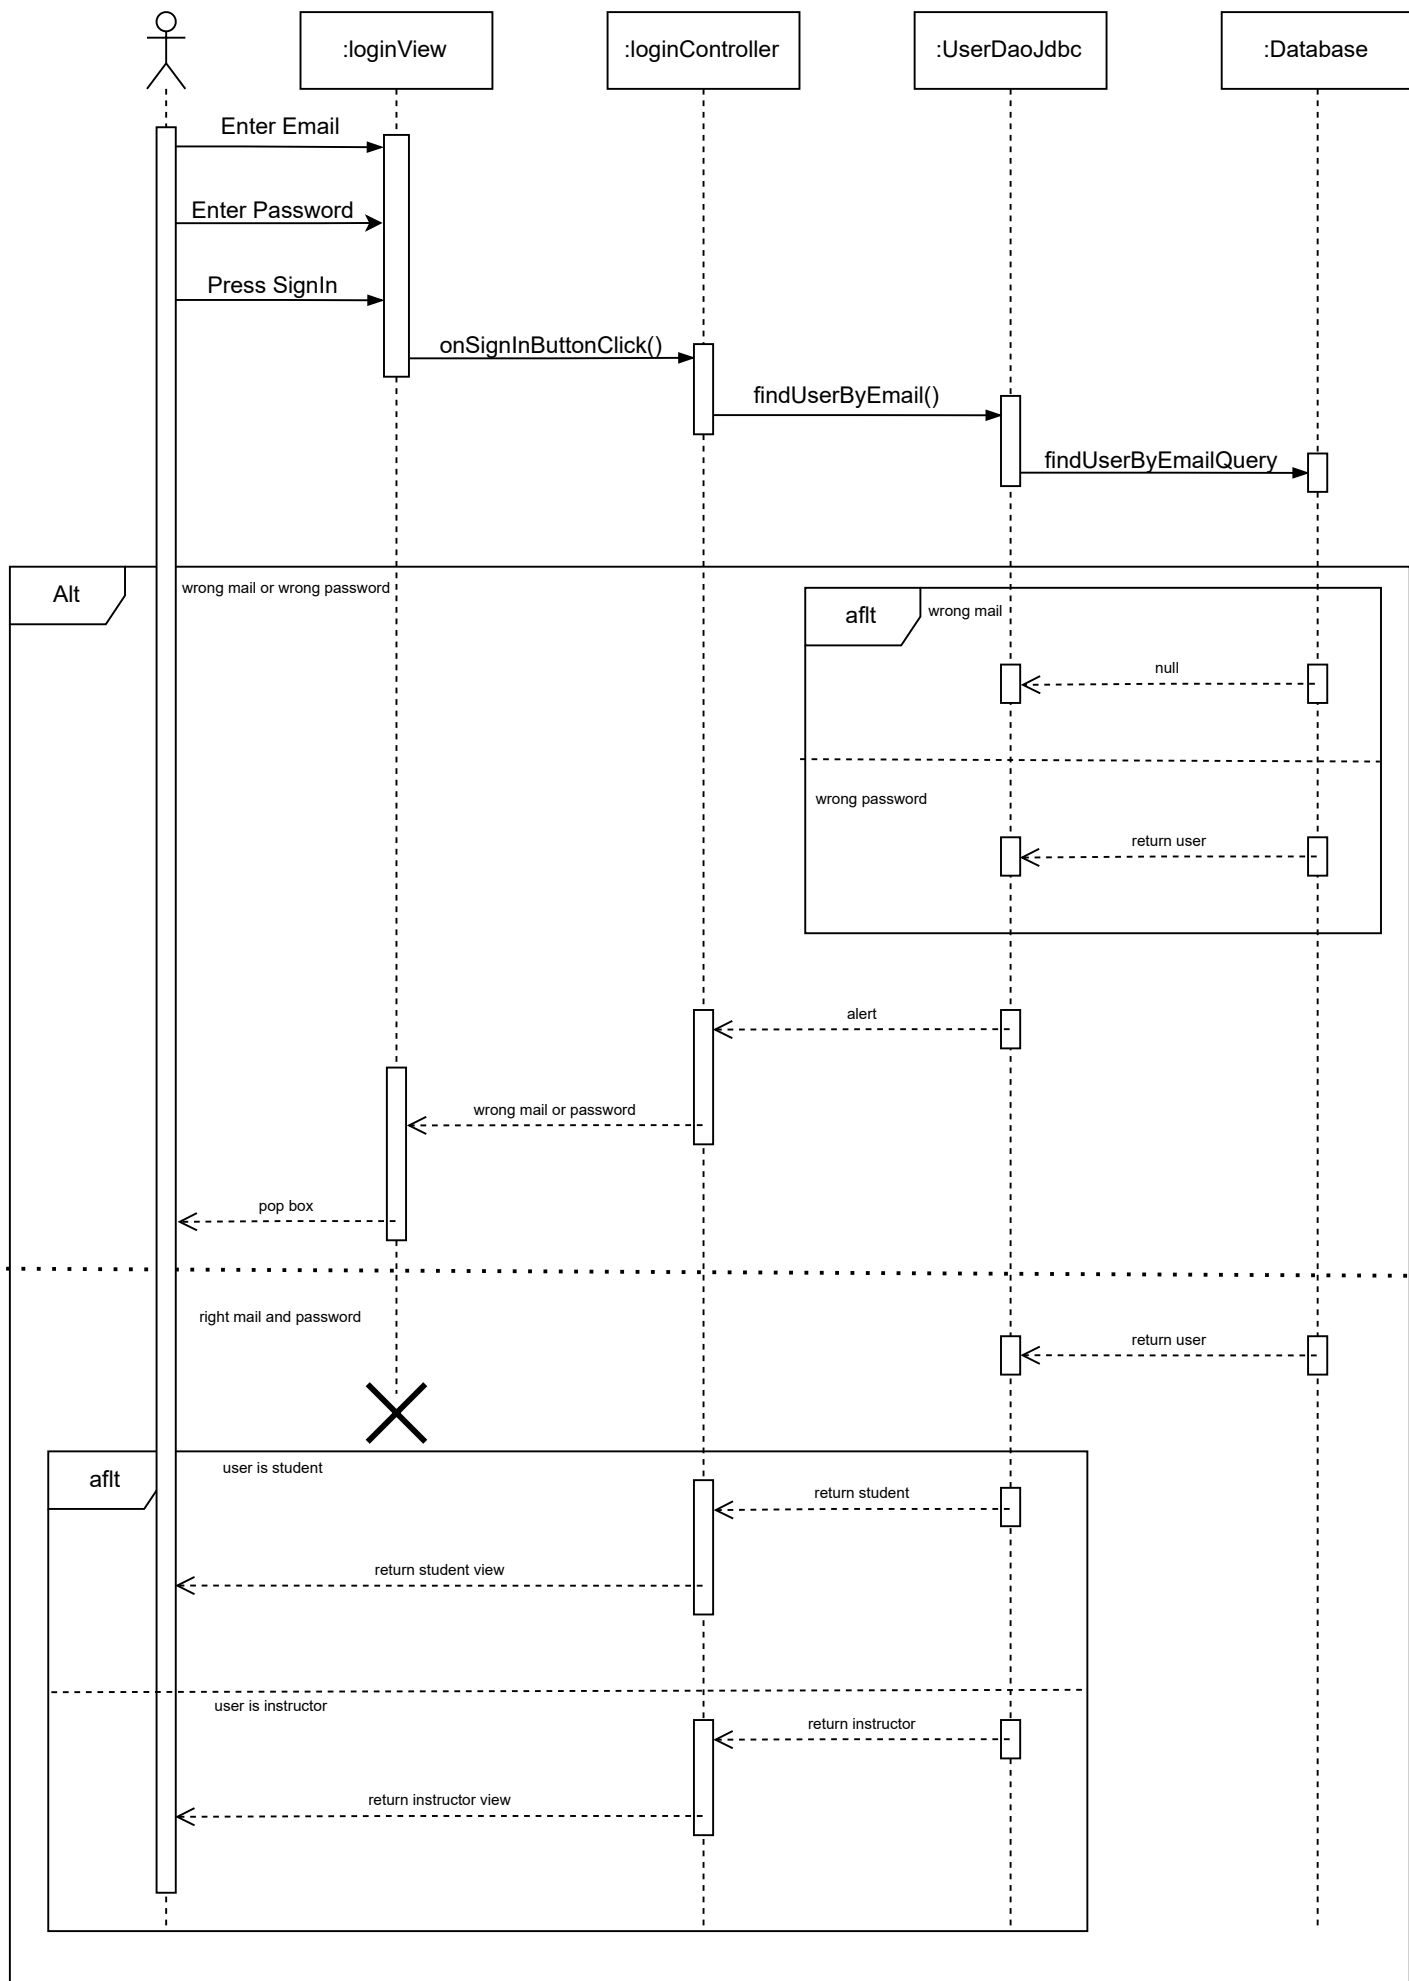 :loginView
:loginController
:UserDaoJdbc
:Database
Enter Email
Enter Password
Press SignIn
onSignInButtonClick()
findUserByEmail()
findUserByEmailQuery
Alt
wrong mail or wrong password
aflt
wrong mail
null
wrong password
return user
alert
wrong mail or password
pop box
right mail and password
return user
aflt
user is student
return student
return student view
user is instructor
return instructor
return instructor view